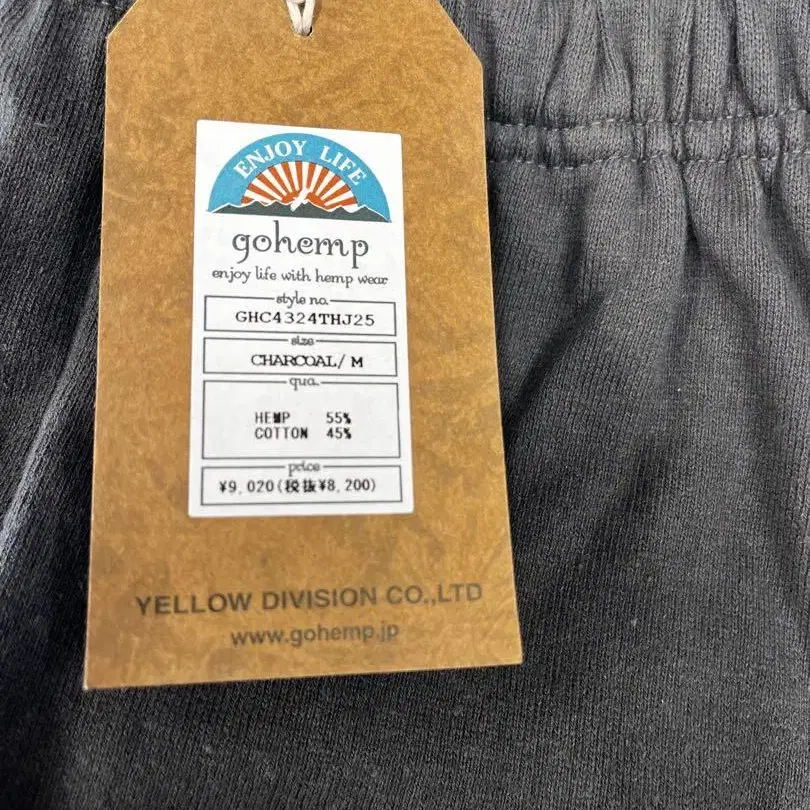 ENJOY LIFE
gohemp
enjoy life with hemp wear
style no.
GHC4324THJ25
size
CHARCOAL/ M
qua.
HEMP 55%
COTTON 45%
price
¥9,020(税抜¥8,200)
YELLOW DIVISION CO.,LTD
www.gohemp.jp